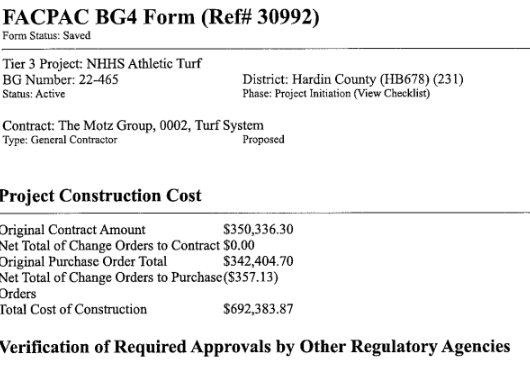 FACPAC BG4 Form (Ref# 30992)
Form Status: Saved
Tier 3 Project: NHHS Athletic Turf
BG Number: 22-465 District: Hardin County (HB678) (231)
Status: Active Phase: Project Initiation (View Checklist)
Contract: The Motz Group, 0002, Turf System
Type: General Contractor Proposed
Project Construction Cost
Original Contract Amount $350,336.30
Net Total of Change Orders to Contract $0.00
Original Purchase Order Total $342,404.70
Net Total of Change Orders to Purchase ($357.13)
Orders
Total Cost of Construction $692,383.87
Verification of Required Approvals by Other Regulatory Agencies